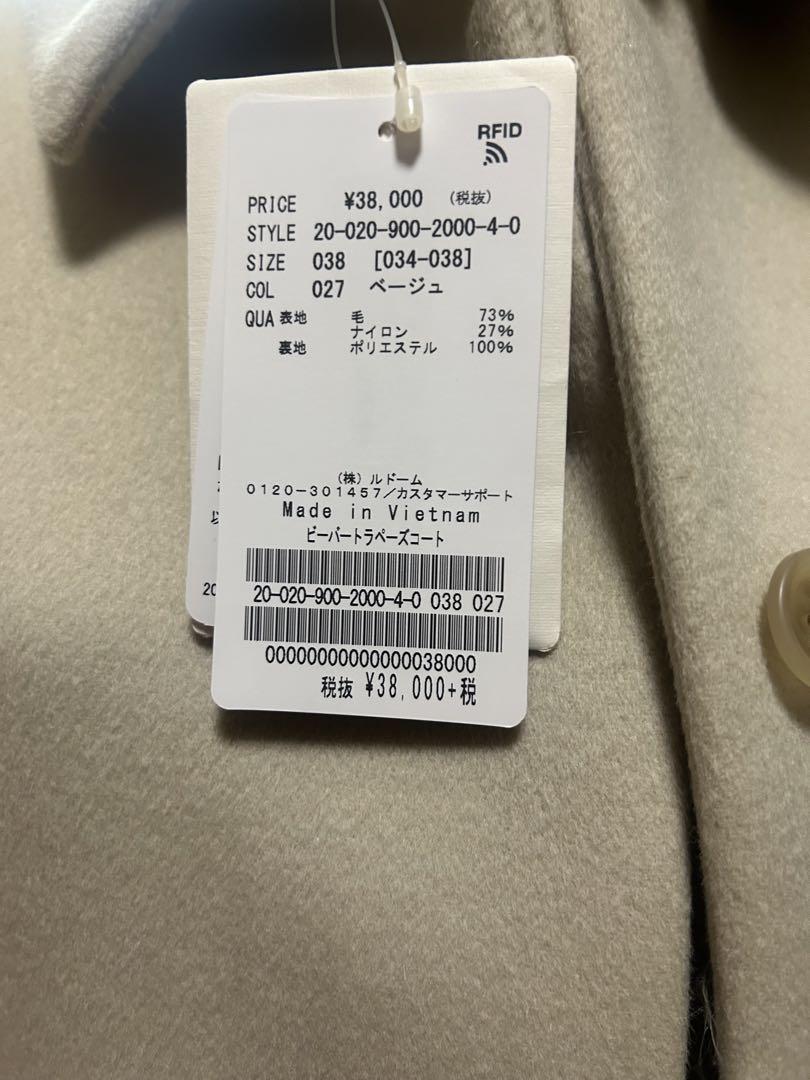 RFID
PRICE ¥38,000 (税抜)
STYLE 20-020-900-2000-4-0
SIZE 038 [034-038]
COL 027 ベージュ
QUA 表地 毛 73%
ナイロン 27%
裏地 ポリエステル 100%
(株)ルドーム
0120-301457/カスタマーサポート
Made in Vietnam
ビーバートラペーズコート
20-020-900-2000-4-0 038 027
00000000000000038000
税抜 ¥38,000+税
以
20